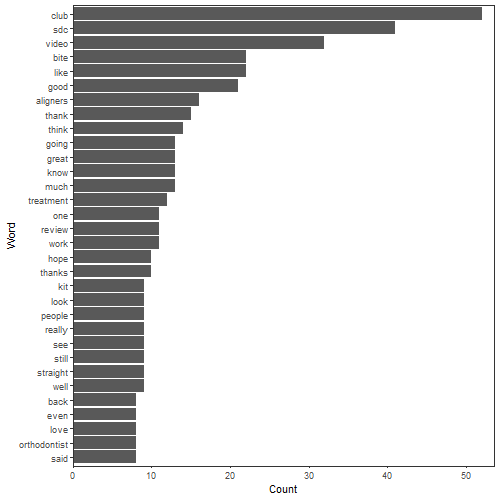 club
sdc
video
bite
like
good
aligners
thank
think
going
great
know
much
treatment
one
review
work
hope
thanks
kit
look
people
really
see
still
straight
well
back
even
love
orthodontist
said
Word
0 10 20 30 40 50
Count